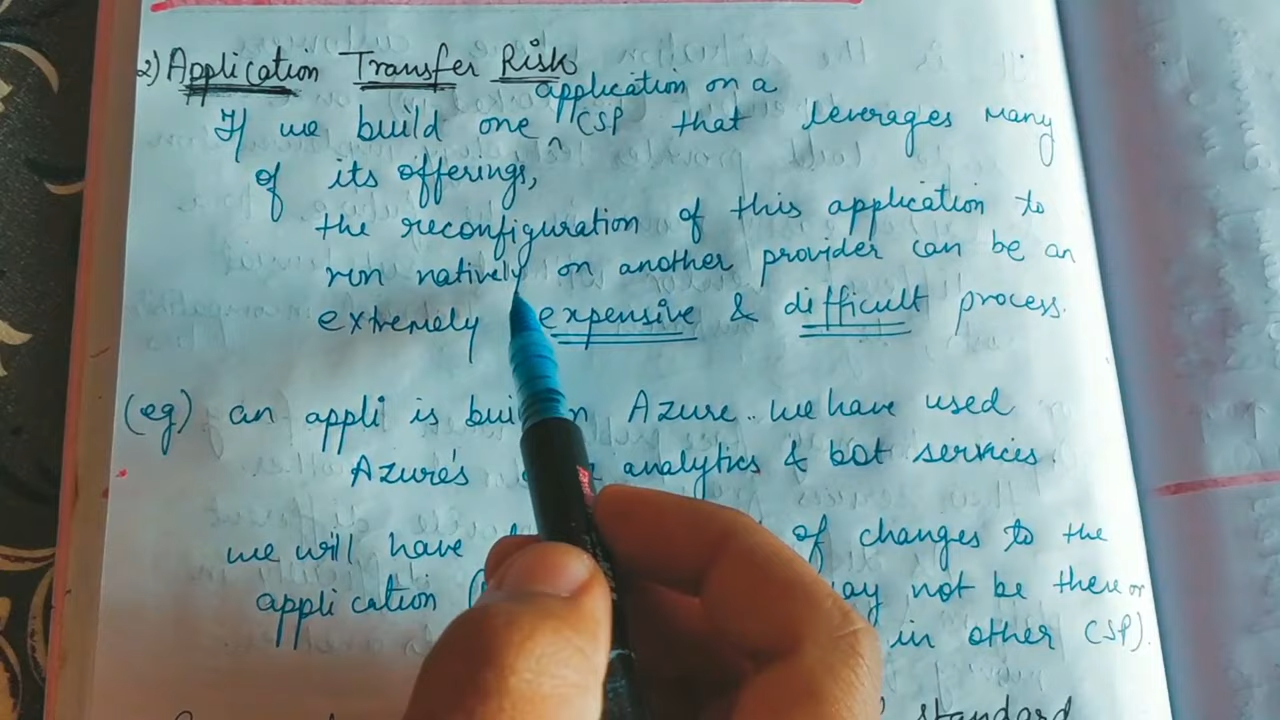 2) Application Transfer Risk
If we build one application on a CSP that leverages many
of its offerings,
the reconfiguration of this application to
run natively on another provider can be an
extremely expensive & difficult process.
(eg) an appli is in Azure. we have used
Azure's analytics & bot services.
we will have of changes to the
application not be there or
in other CSP).
standard